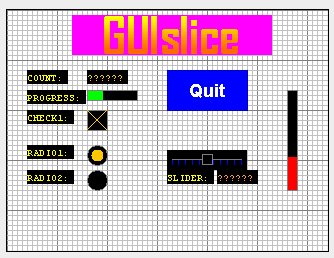 GUIslice
COUNT: ??????
Quit
PROGRESS:
CHECK1:
RADIO1:
RADIO2:
SLIDER: ??????